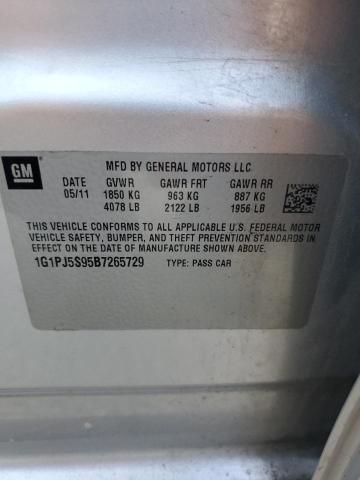 GM
MFD BY GENERAL MOTORS LLC
DATE GVWR GAWR FRT GAWR RR
05/11 1850 KG 963 KG 887 KG
4078 LB 2122 LB 1956 LB
THIS VEHICLE CONFORMS TO ALL APPLICABLE U.S. FEDERAL MOTOR
VEHICLE SAFETY, BUMPER, AND THEFT PREVENTION STANDARDS IN
EFFECT ON THE DATE OF MANUFACTURE SHOWN ABOVE.
1G1PJ5S95B7265729 TYPE: PASS CAR